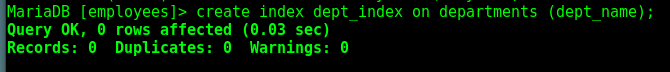 MariaDB [employees]> create index dept_index on departments (dept_name);
Query OK, 0 rows affected (0.03 sec)
Records: 0  Duplicates: 0  Warnings: 0